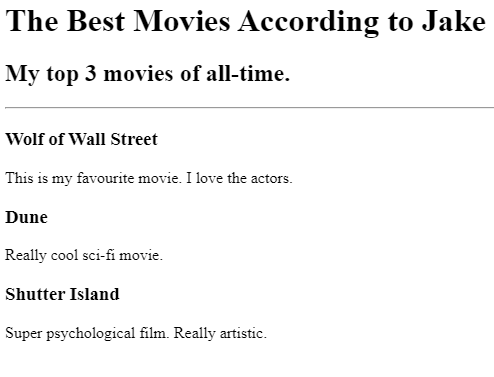 The Best Movies According to Jake
My top 3 movies of all-time.
Wolf of Wall Street
This is my favourite movie. I love the actors.
Dune
Really cool sci-fi movie.
Shutter Island
Super psychological film. Really artistic.